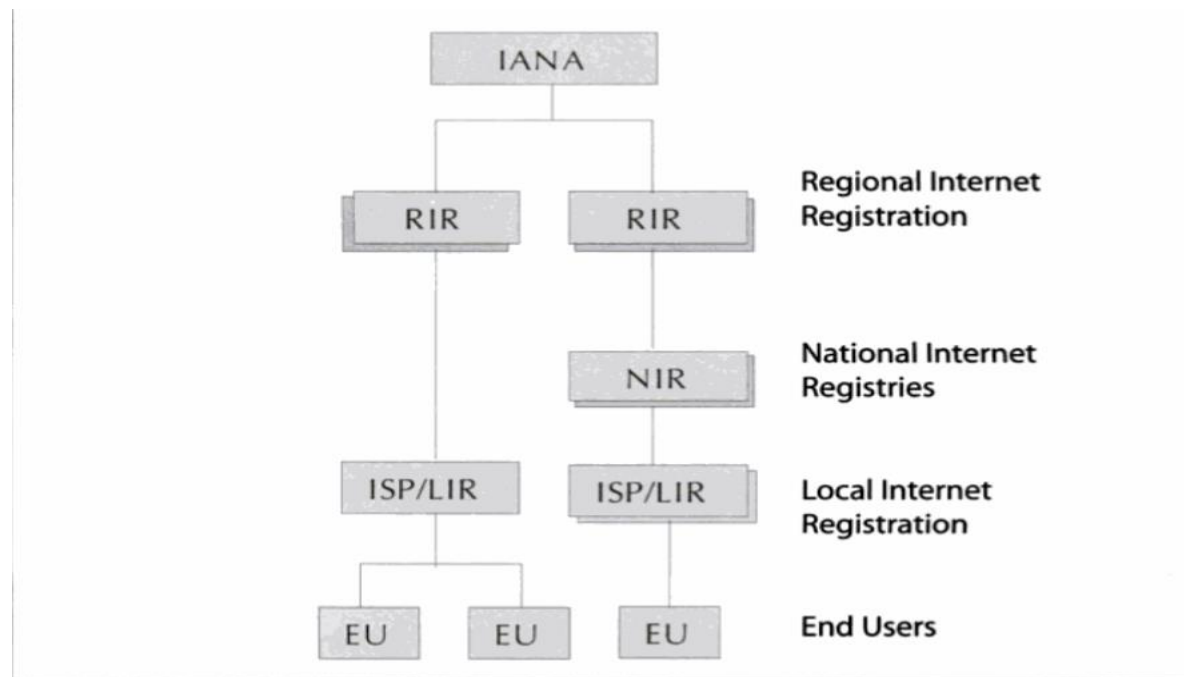 IANA
RIR
RIR
Regional Internet
Registration
NIR
National Internet
Registries
ISP/LIR
ISP/LIR
Local Internet
Registration
EU
EU
EU
End Users